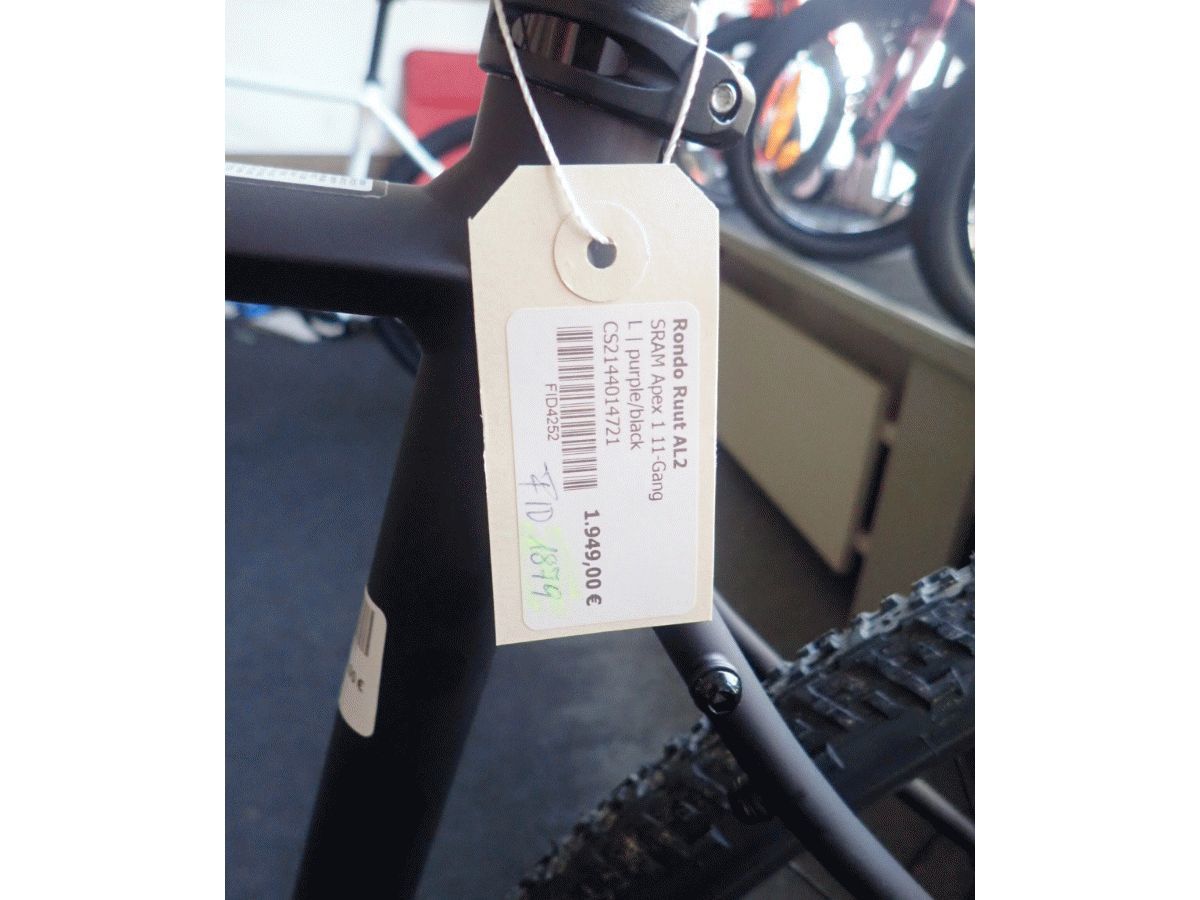 Rondo Ruut AL2
SRAM Apex 1 11-Gang
L | purple/black
CS2144014721
1.949,00 €
FID4252
FID 1879